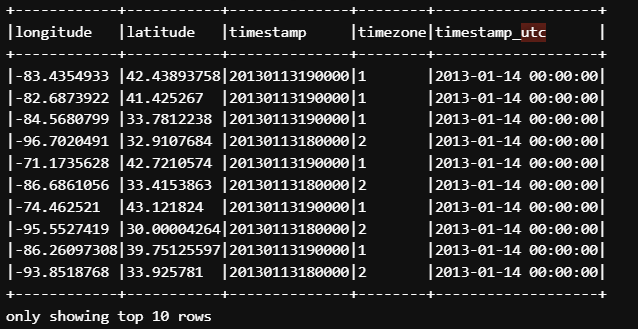 +------------+------------+--------------+--------+-------------------+
|longitude   |latitude    |timestamp     |timezone|timestamp_utc      |
+------------+------------+--------------+--------+-------------------+
|-83.4354933 |42.43893758|20130113190000|1       |2013-01-14 00:00:00|
|-82.6873922 |41.425267   |20130113190000|1       |2013-01-14 00:00:00|
|-84.5680799 |33.7812238  |20130113190000|1       |2013-01-14 00:00:00|
|-96.7020491 |32.9107684  |20130113180000|2       |2013-01-14 00:00:00|
|-71.1735628 |42.7210574  |20130113190000|1       |2013-01-14 00:00:00|
|-86.6861056 |33.4153863  |20130113180000|2       |2013-01-14 00:00:00|
|-74.462521  |43.121824   |20130113190000|1       |2013-01-14 00:00:00|
|-95.5527419 |30.00004264|20130113180000|2       |2013-01-14 00:00:00|
|-86.26097308|39.75125597|20130113190000|1       |2013-01-14 00:00:00|
|-93.8518768 |33.925781   |20130113180000|2       |2013-01-14 00:00:00|
+------------+------------+--------------+--------+-------------------+
only showing top 10 rows